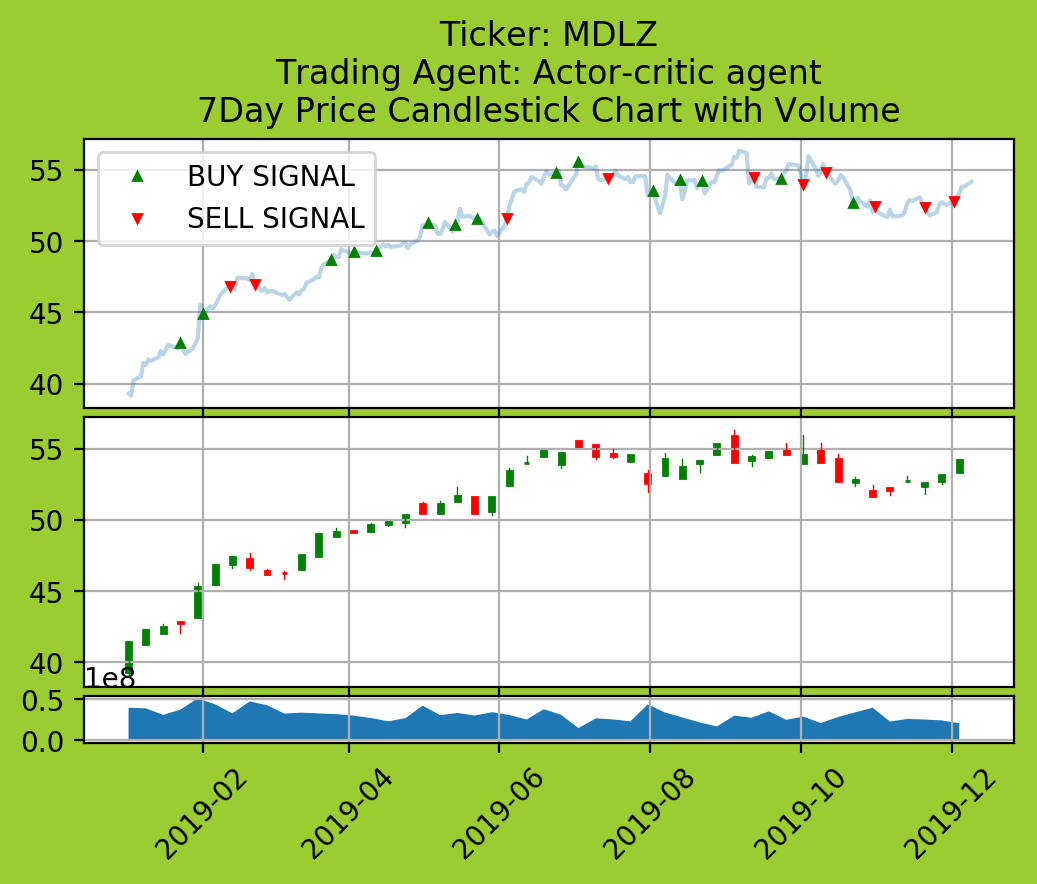 Ticker: MDLZ
Trading Agent: Actor-critic agent
7Day Price Candlestick Chart with Volume
BUY SIGNAL
SELL SIGNAL
55
50
45
40
55
50
45
40
1e8
0.5
0.0
2019-02
2019-04
2019-06
2019-08
2019-10
2019-12